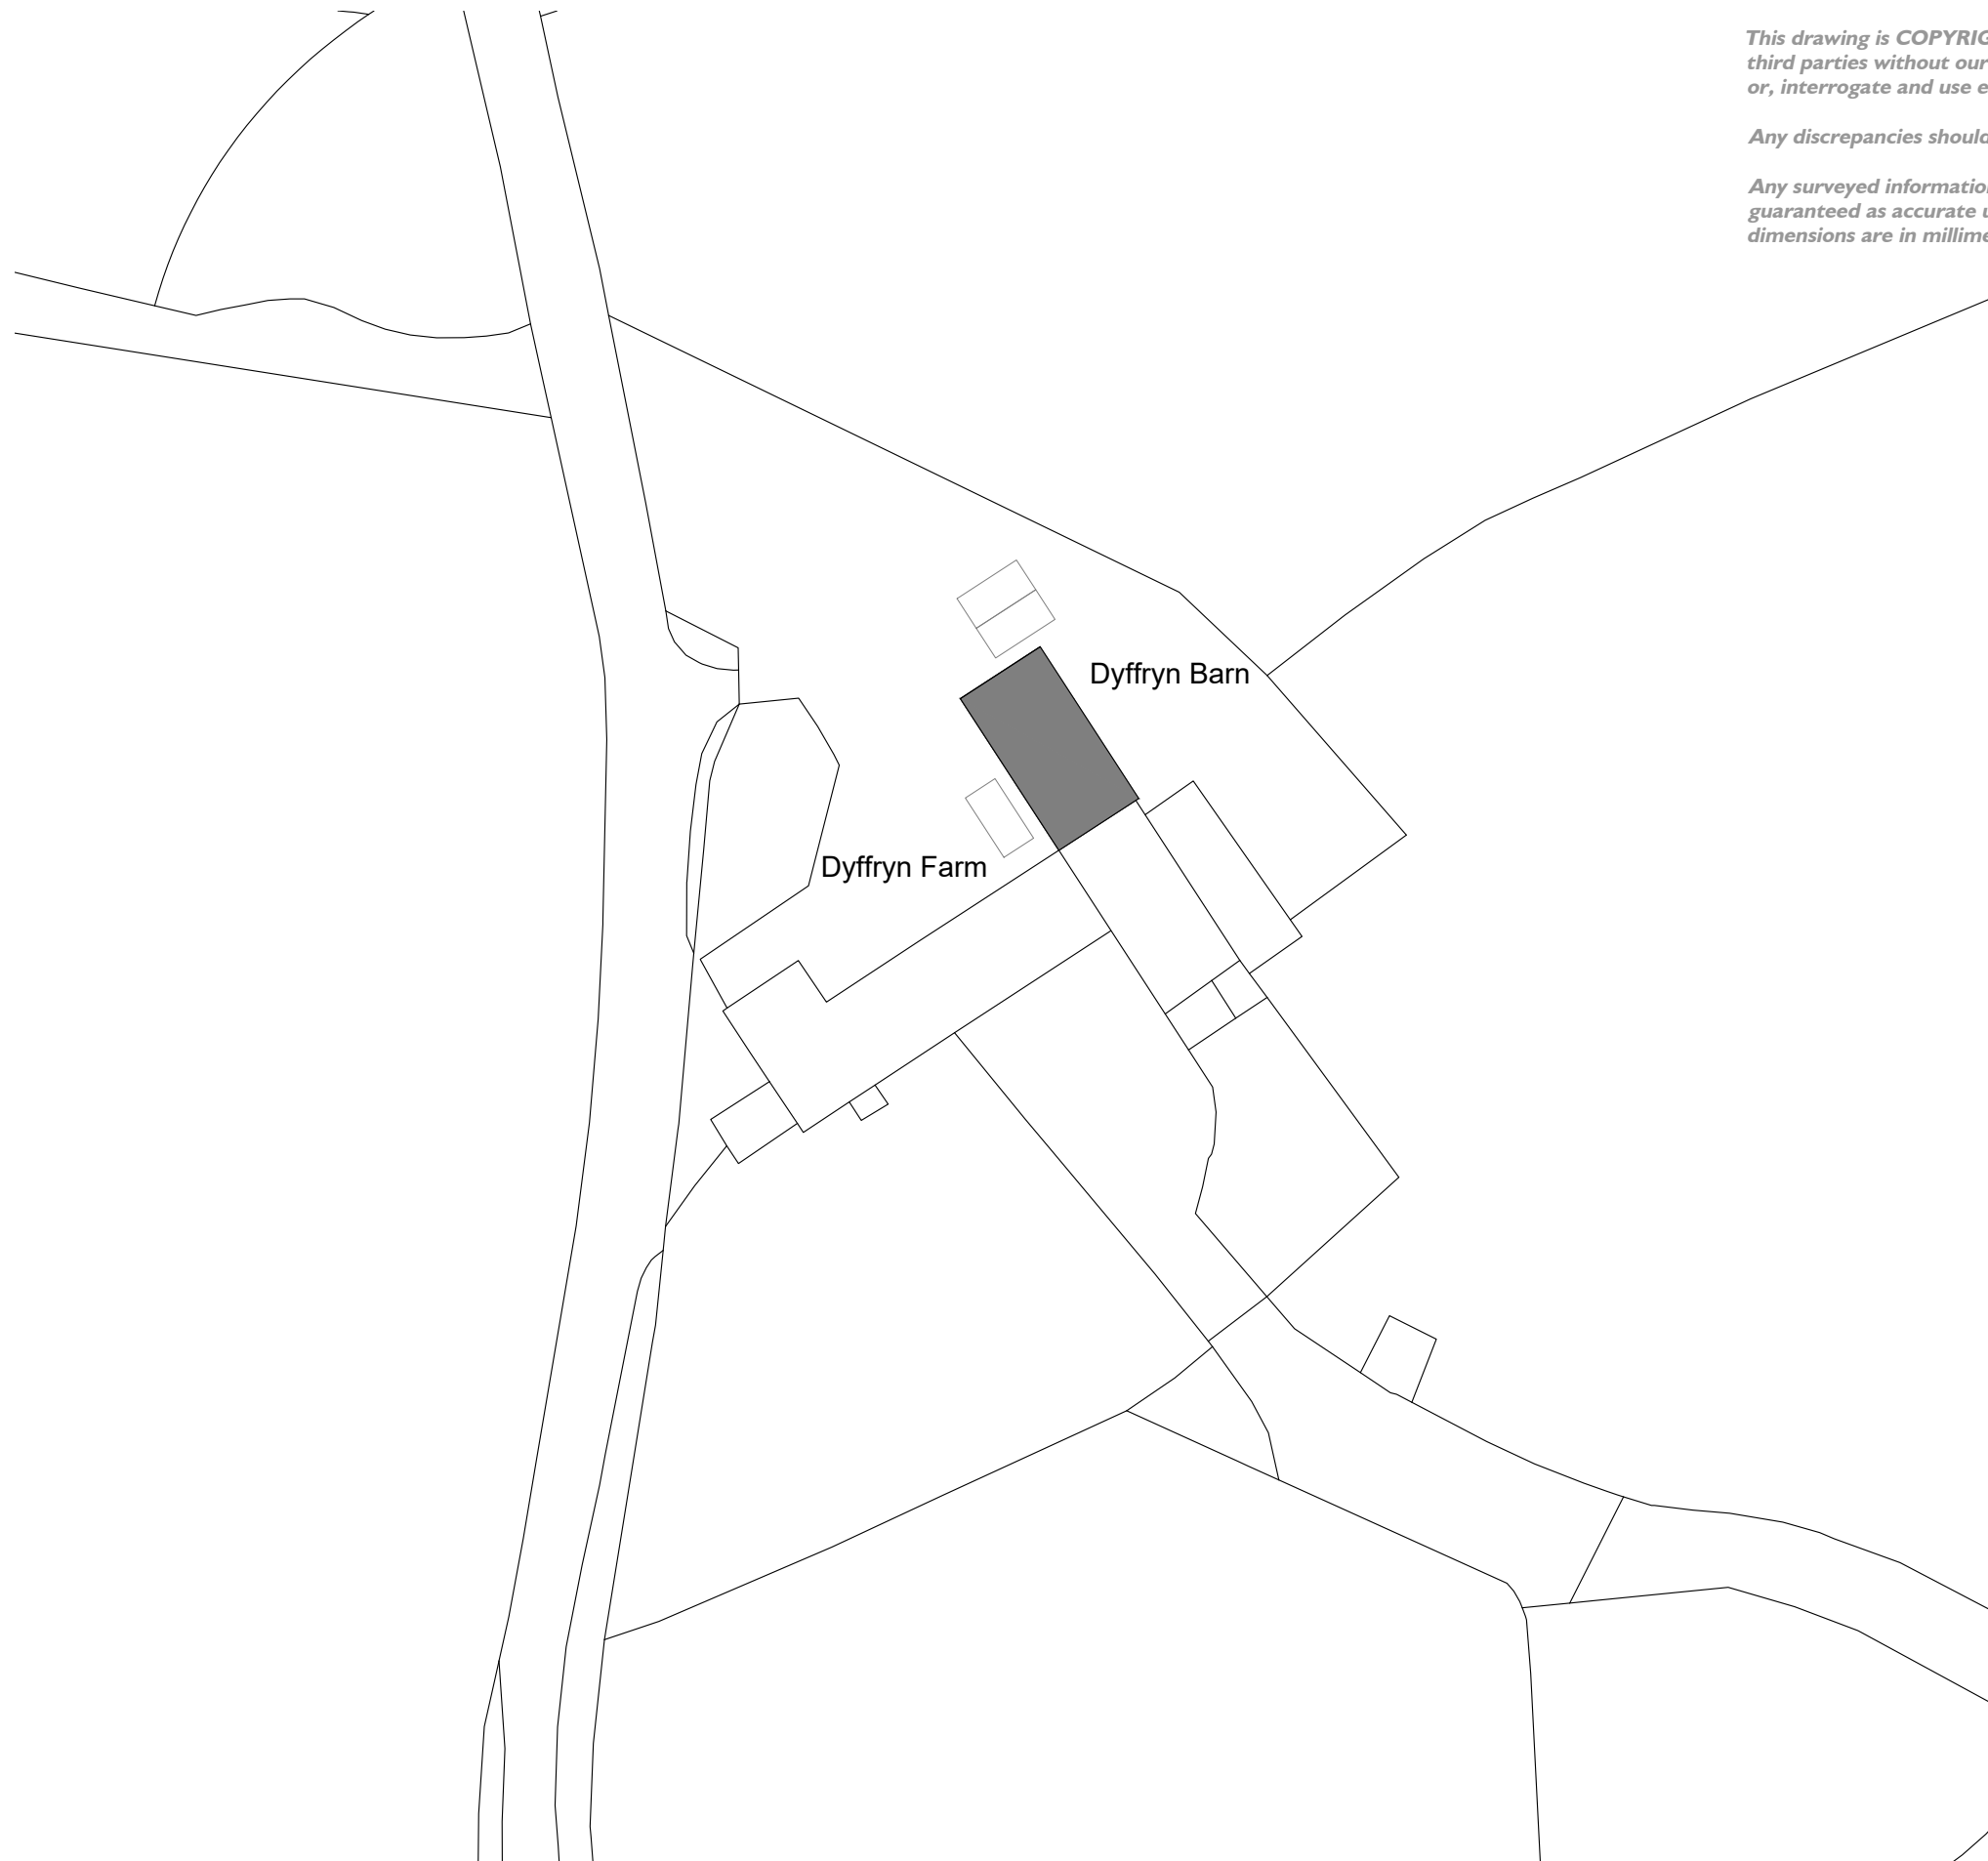 This drawing is COPYRIG
third parties without our
or, interrogate and use e
Any discrepancies should
Any surveyed information
guaranteed as accurate u
dimensions are in millime
Dyffryn Barn
Dyffryn Farm